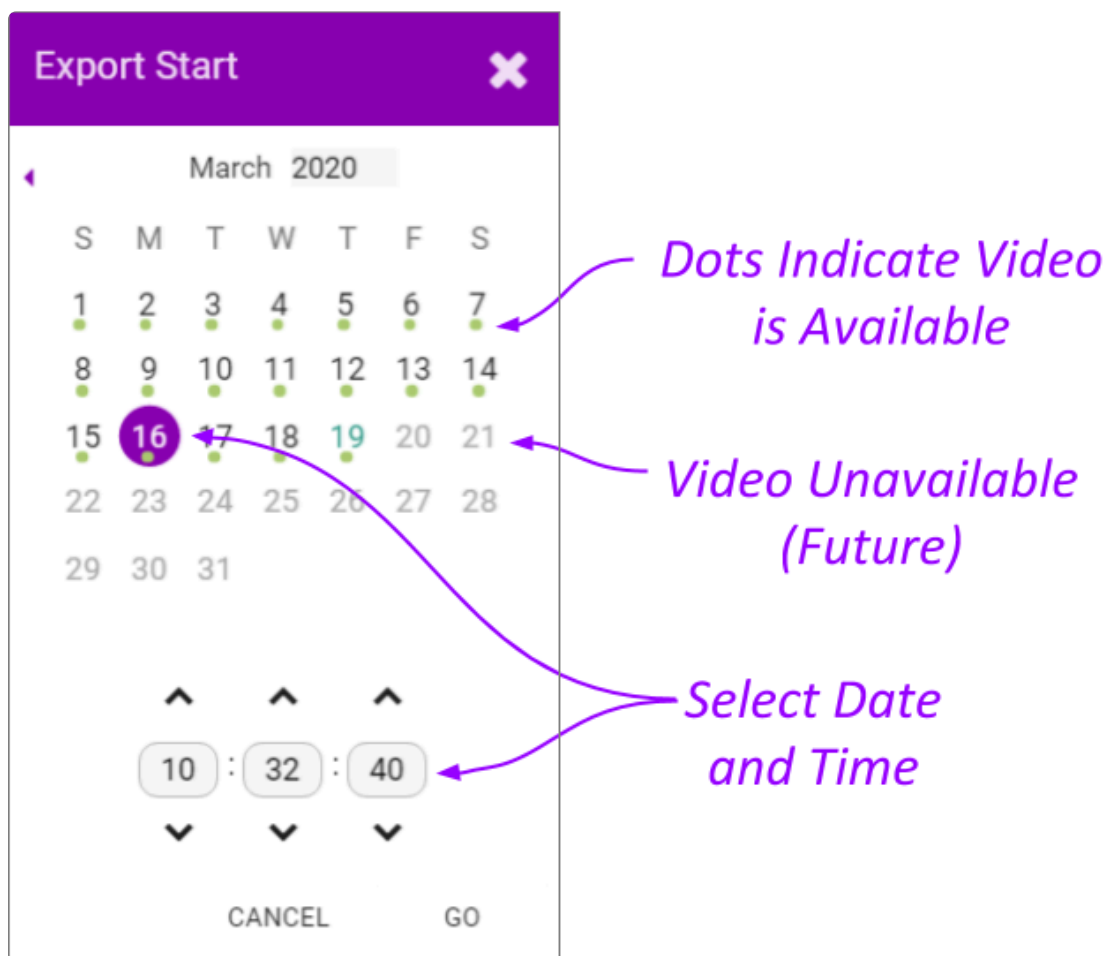 Export Start
March 2020
S M T W T F S
1 2 3 4 5 6 7
8 9 10 11 12 13 14
15 16 17 18 19 20 21
22 23 24 25 26 27 28
29 30 31
10 : 32 : 40
CANCEL GO
Dots Indicate Video
is Available
Video Unavailable
(Future)
Select Date
and Time